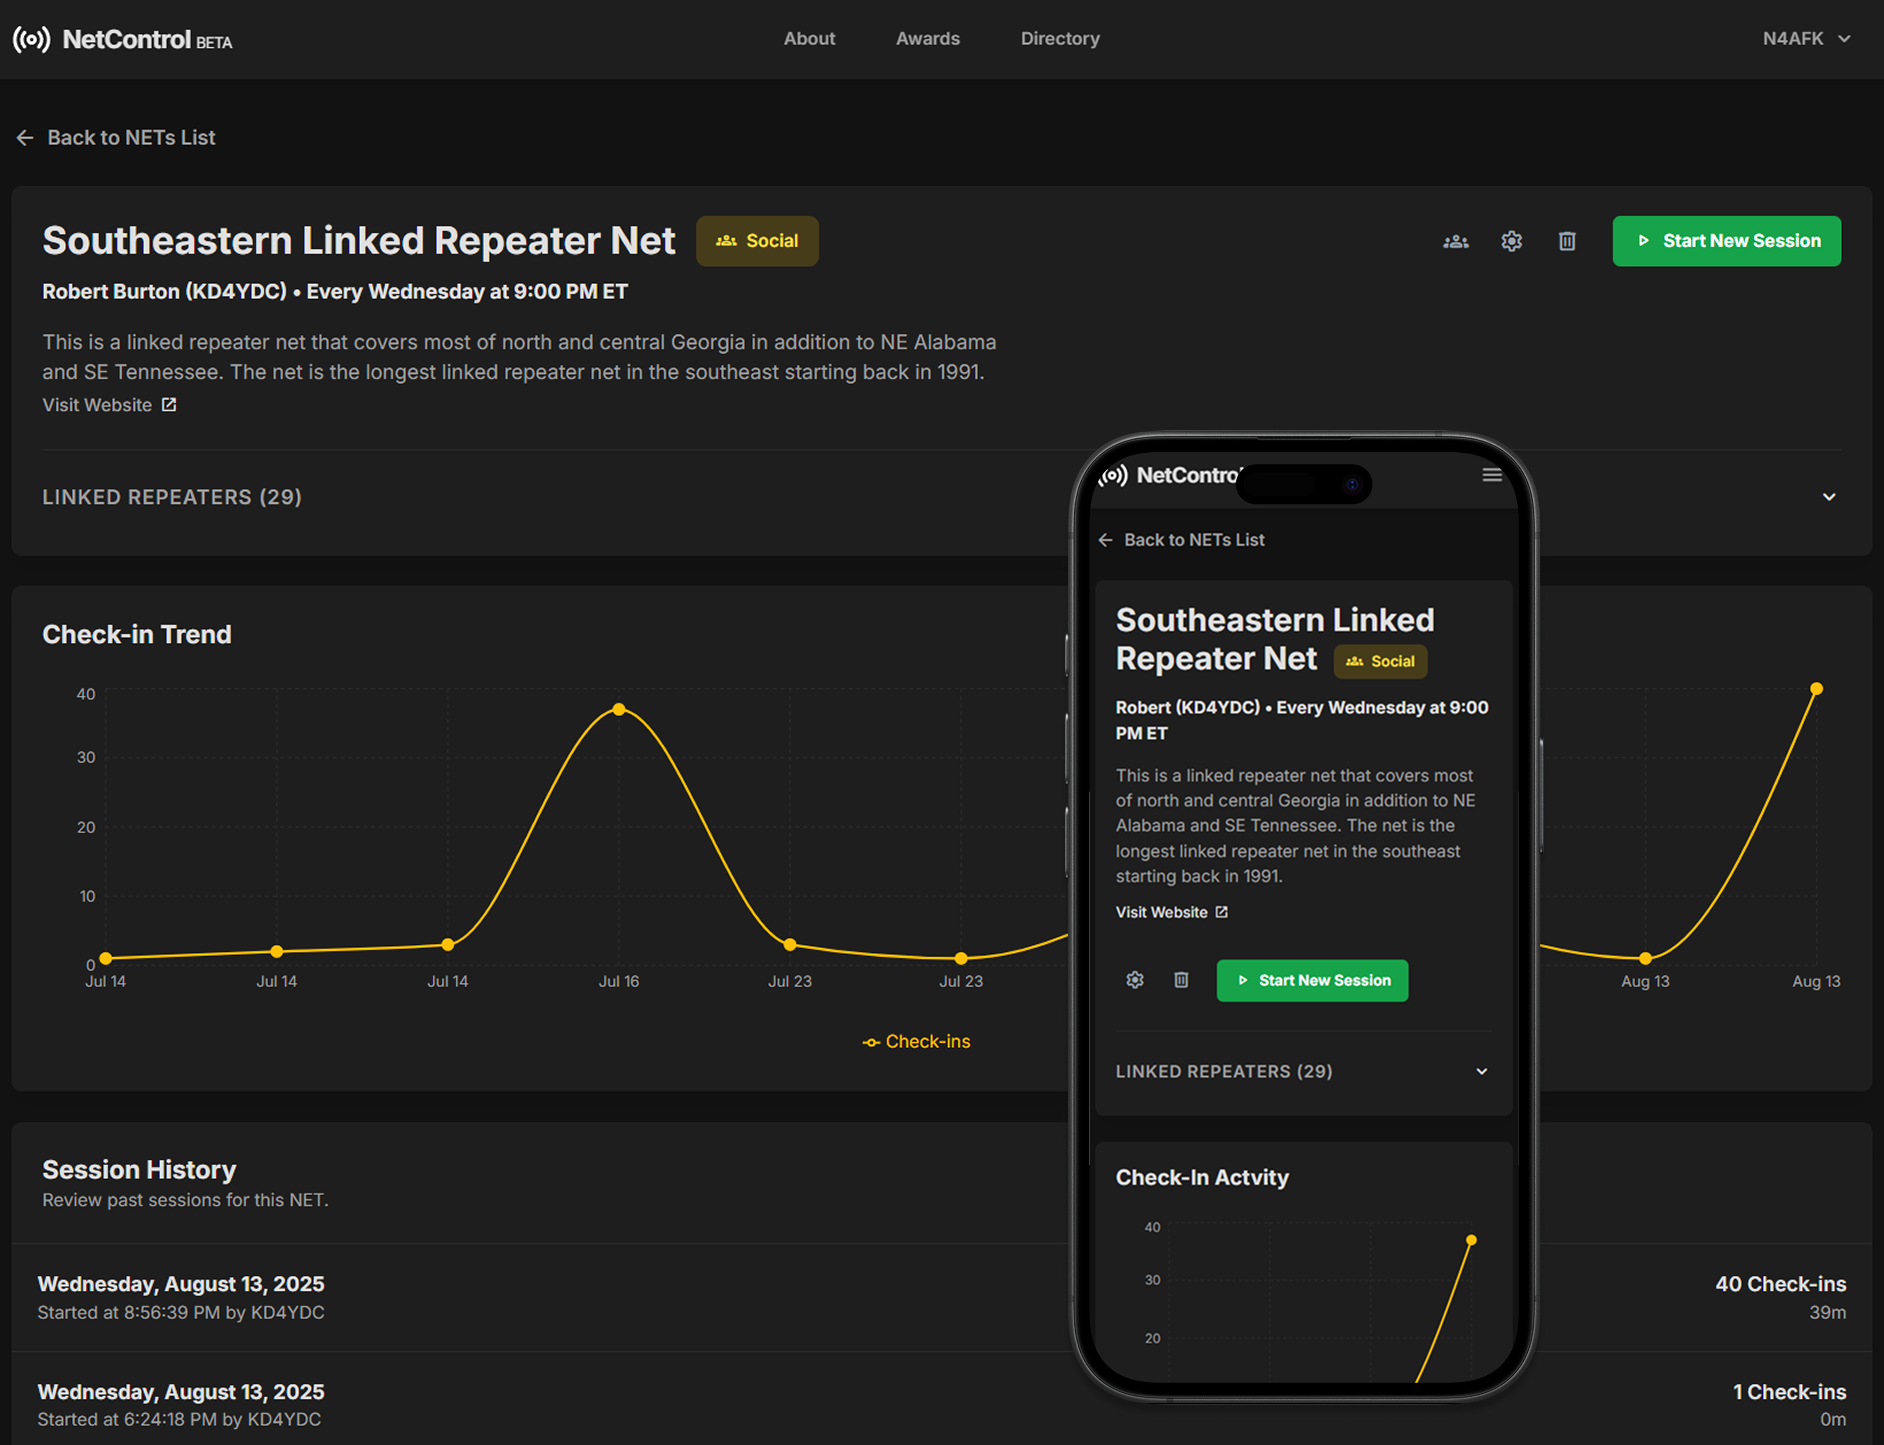 NetControl BETA
About
Awards
Directory
N4AFK
Back to NETs List
Southeastern Linked Repeater Net
Social
Start New Session
Robert Burton (KD4YDC) • Every Wednesday at 9:00 PM ET
This is a linked repeater net that covers most of north and central Georgia in addition to NE Alabama
and SE Tennessee. The net is the longest linked repeater net in the southeast starting back in 1991.
Visit Website
LINKED REPEATERS (29)
Check-in Trend
40
30
20
10
0
Jul 14
Jul 14
Jul 14
Jul 16
Jul 23
Jul 23
Aug 13
Aug 13
Check-ins
Session History
Review past sessions for this NET.
Wednesday, August 13, 2025
Started at 8:56:39 PM by KD4YDC
40 Check-ins
39m
Wednesday, August 13, 2025
Started at 6:24:18 PM by KD4YDC
1 Check-ins
0m
NetControl
Back to NETs List
Southeastern Linked
Repeater Net
Social
Robert (KD4YDC) • Every Wednesday at 9:00
PM ET
This is a linked repeater net that covers most
of north and central Georgia in addition to NE
Alabama and SE Tennessee. The net is the
longest linked repeater net in the southeast
starting back in 1991.
Visit Website
Start New Session
LINKED REPEATERS (29)
Check-In Actvity
40
30
20